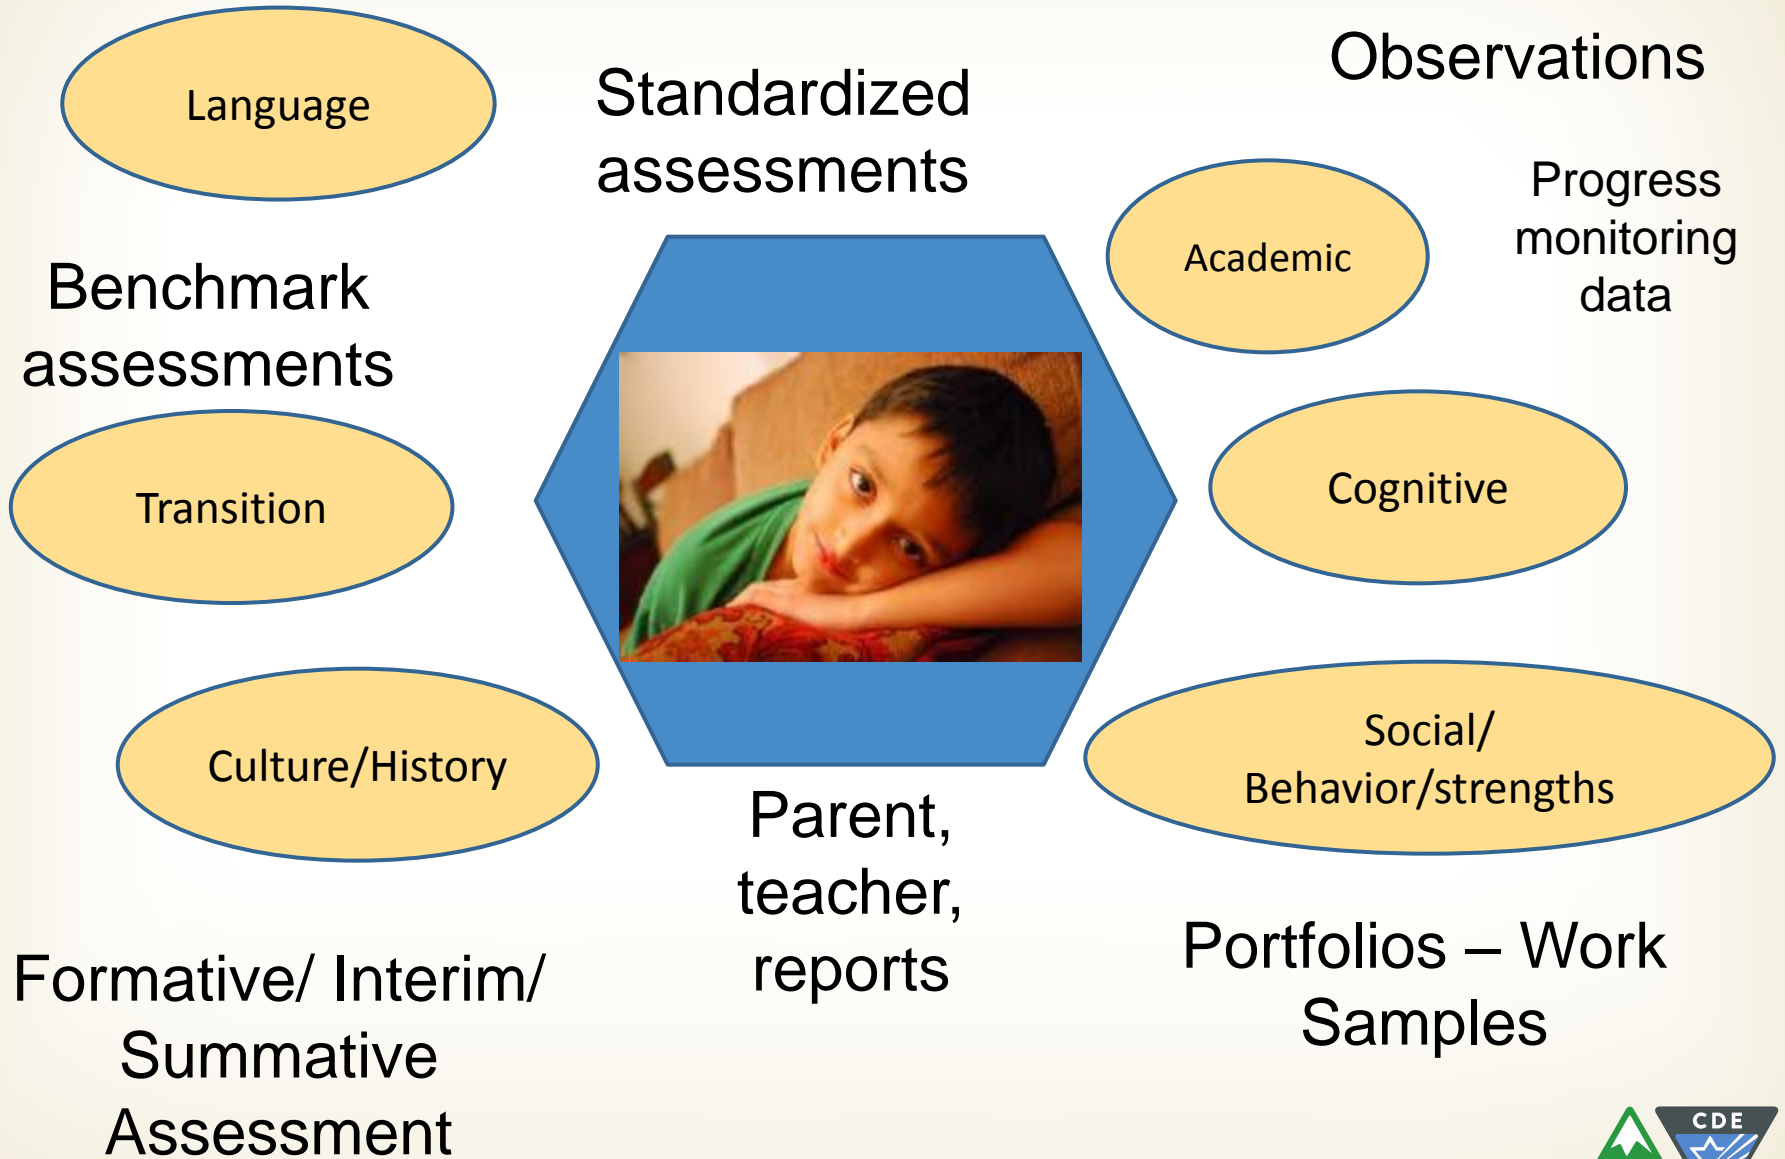 Language
Standardized
assessments
Observations
Progress
monitoring
data
Academic
Benchmark
assessments
Transition
Cognitive
Culture/History
Social/
Behavior/strengths
Parent,
teacher,
reports
Portfolios – Work
Samples
Formative/ Interim/
Summative
Assessment
CDE